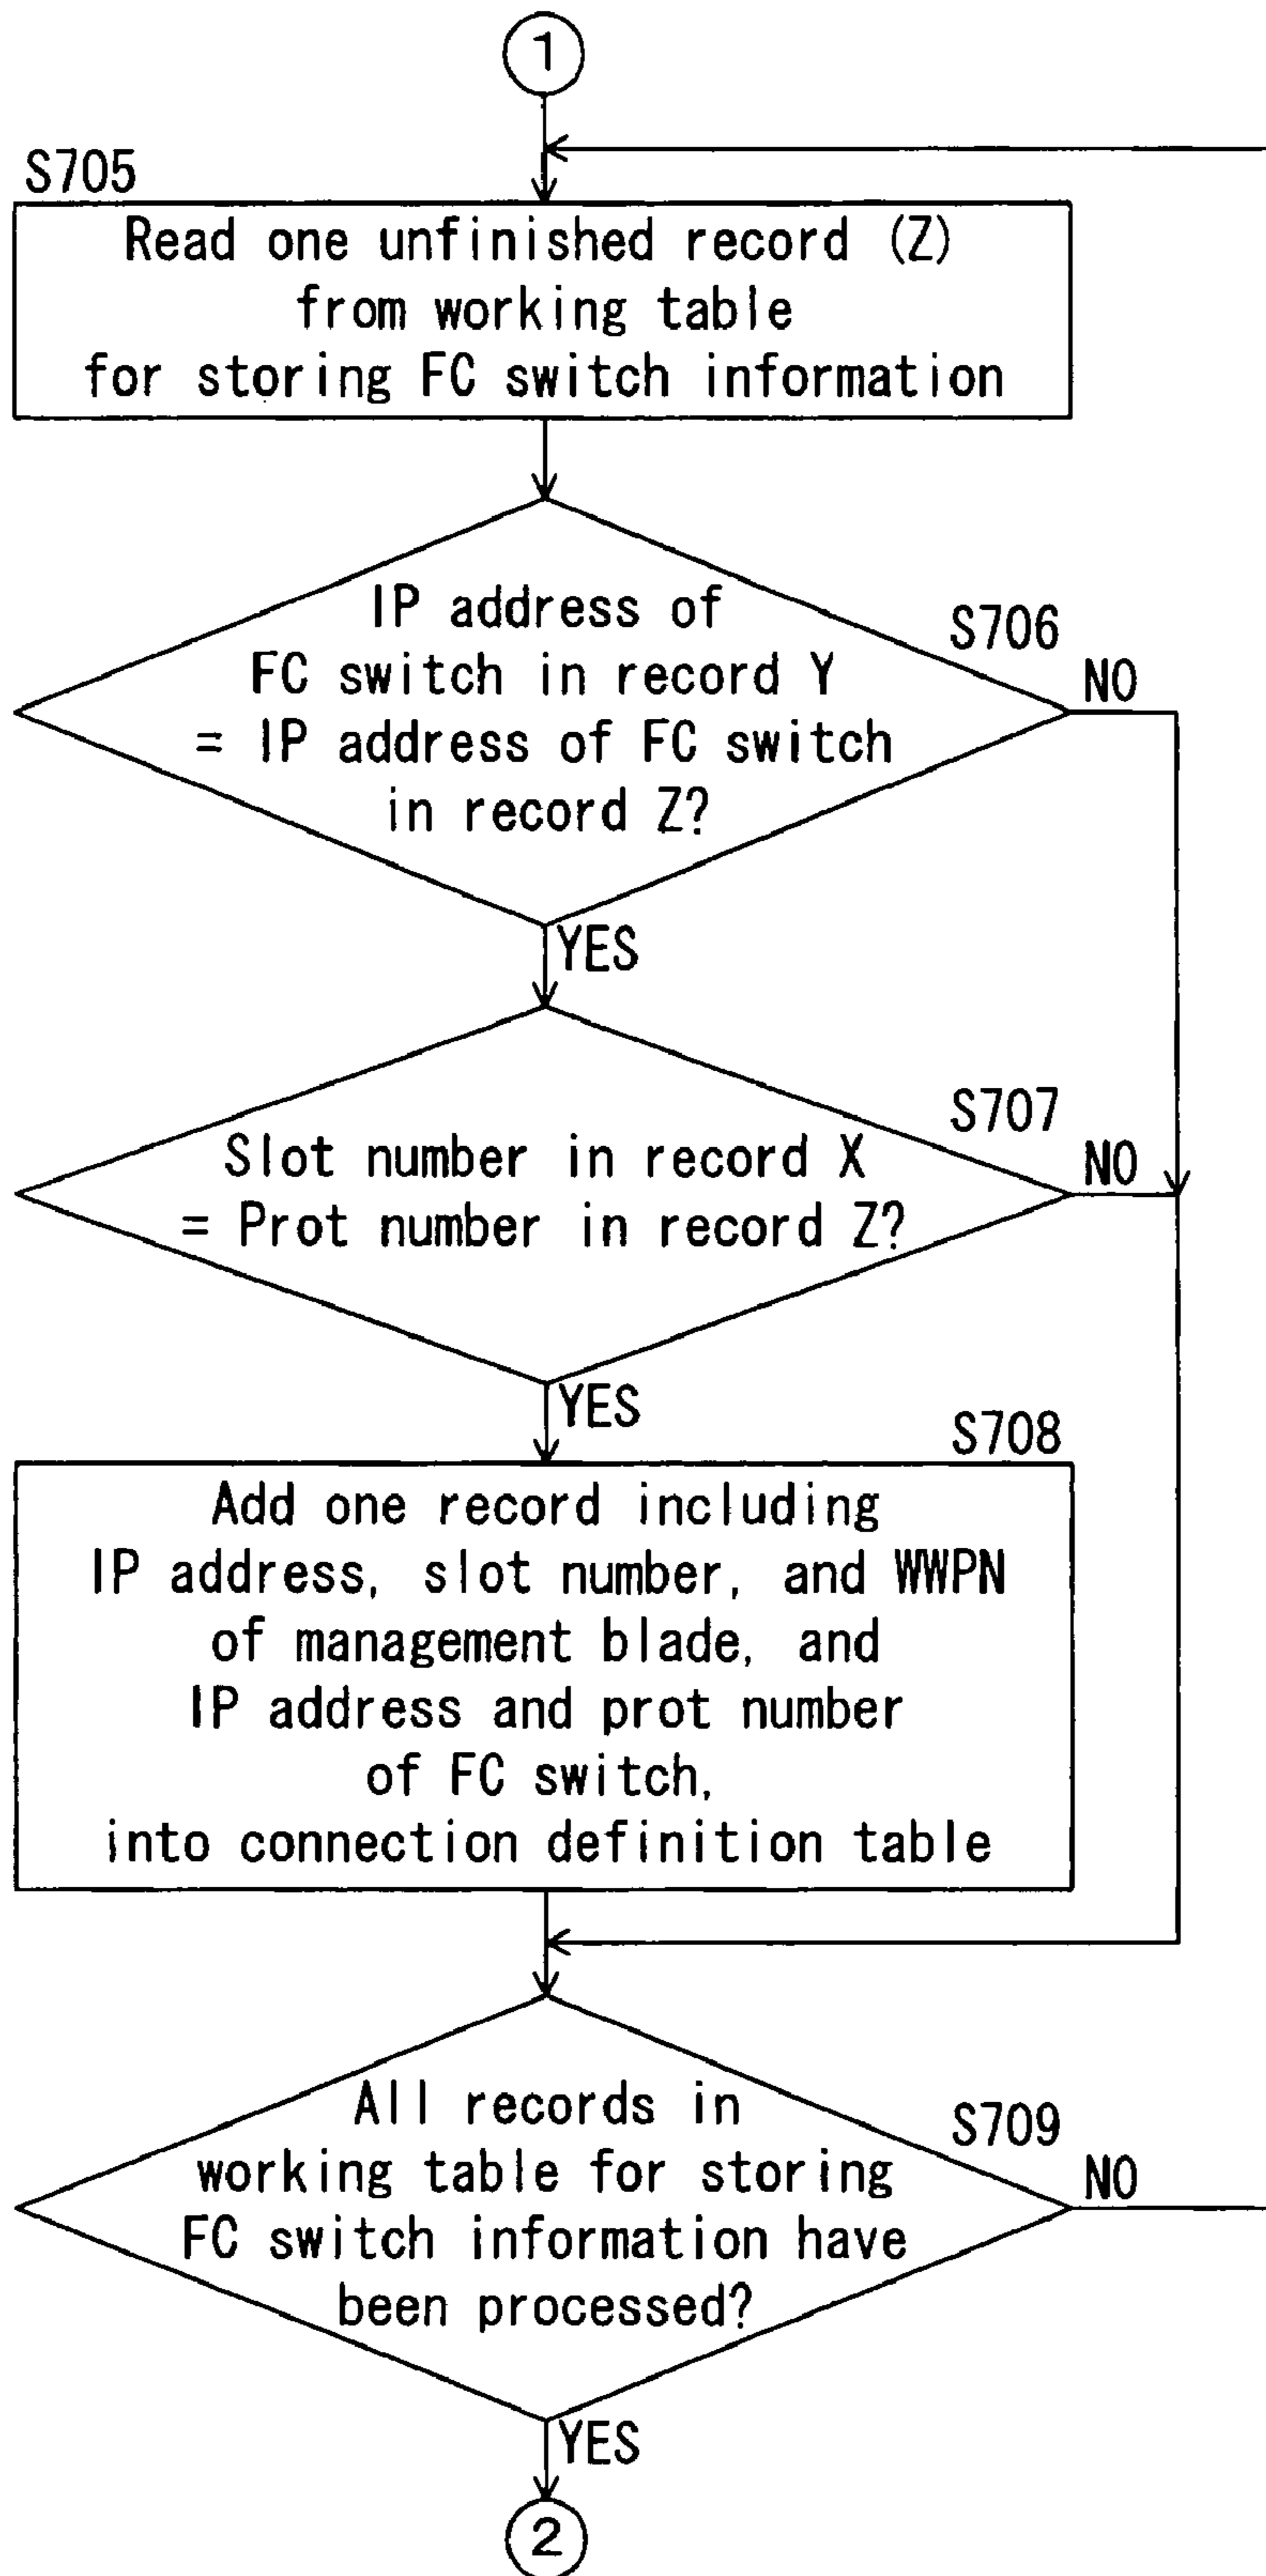 1
S705
Read one unfinished record (Z)
from working table
for storing FC switch information
IP address of
FC switch in record Y
= IP address of FC switch
in record Z?
S706
NO
YES
Slot number in record X
= Prot number in record Z?
S707
NO
YES
S708
Add one record including
IP address, slot number, and WWPN
of management blade, and
IP address and prot number
of FC switch,
into connection definition table
All records in
working table for storing
FC switch information have
been processed?
S709
NO
YES
2